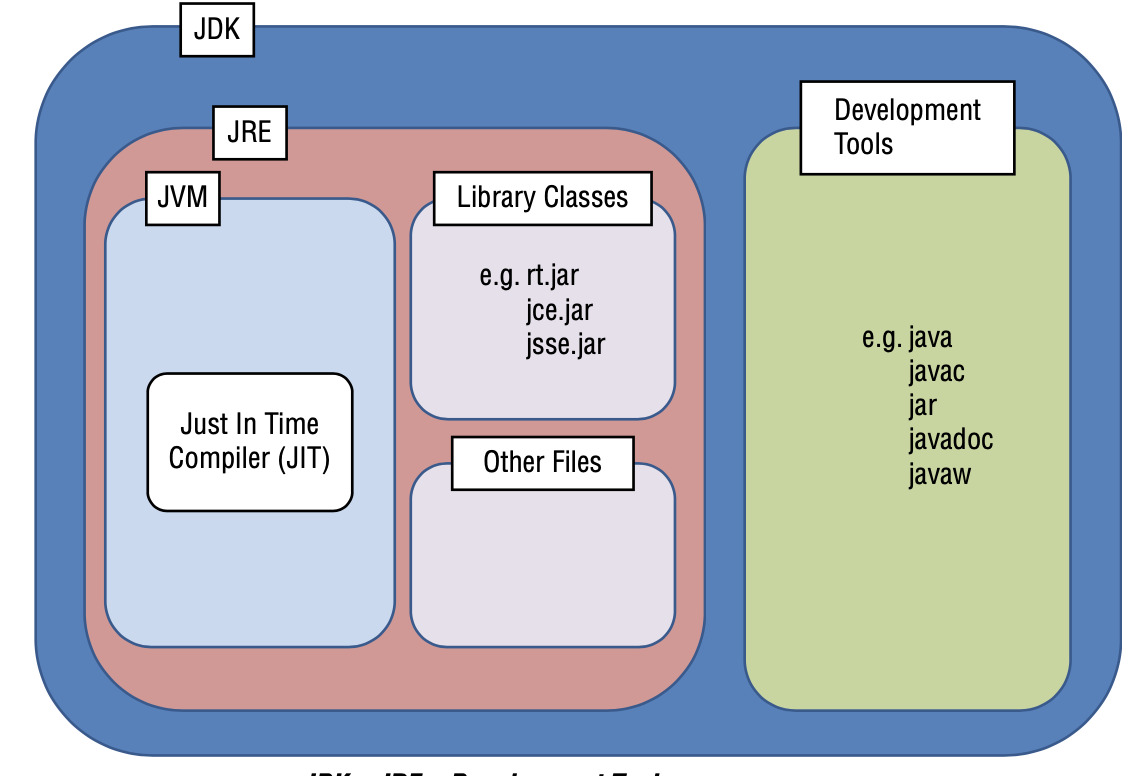 JDK
JRE
JVM
Just In Time
Compiler (JIT)
Library Classes
e.g. rt.jar
jce.jar
jsse.jar
Other Files
Development
Tools
e.g. java
javac
jar
javadoc
javaw